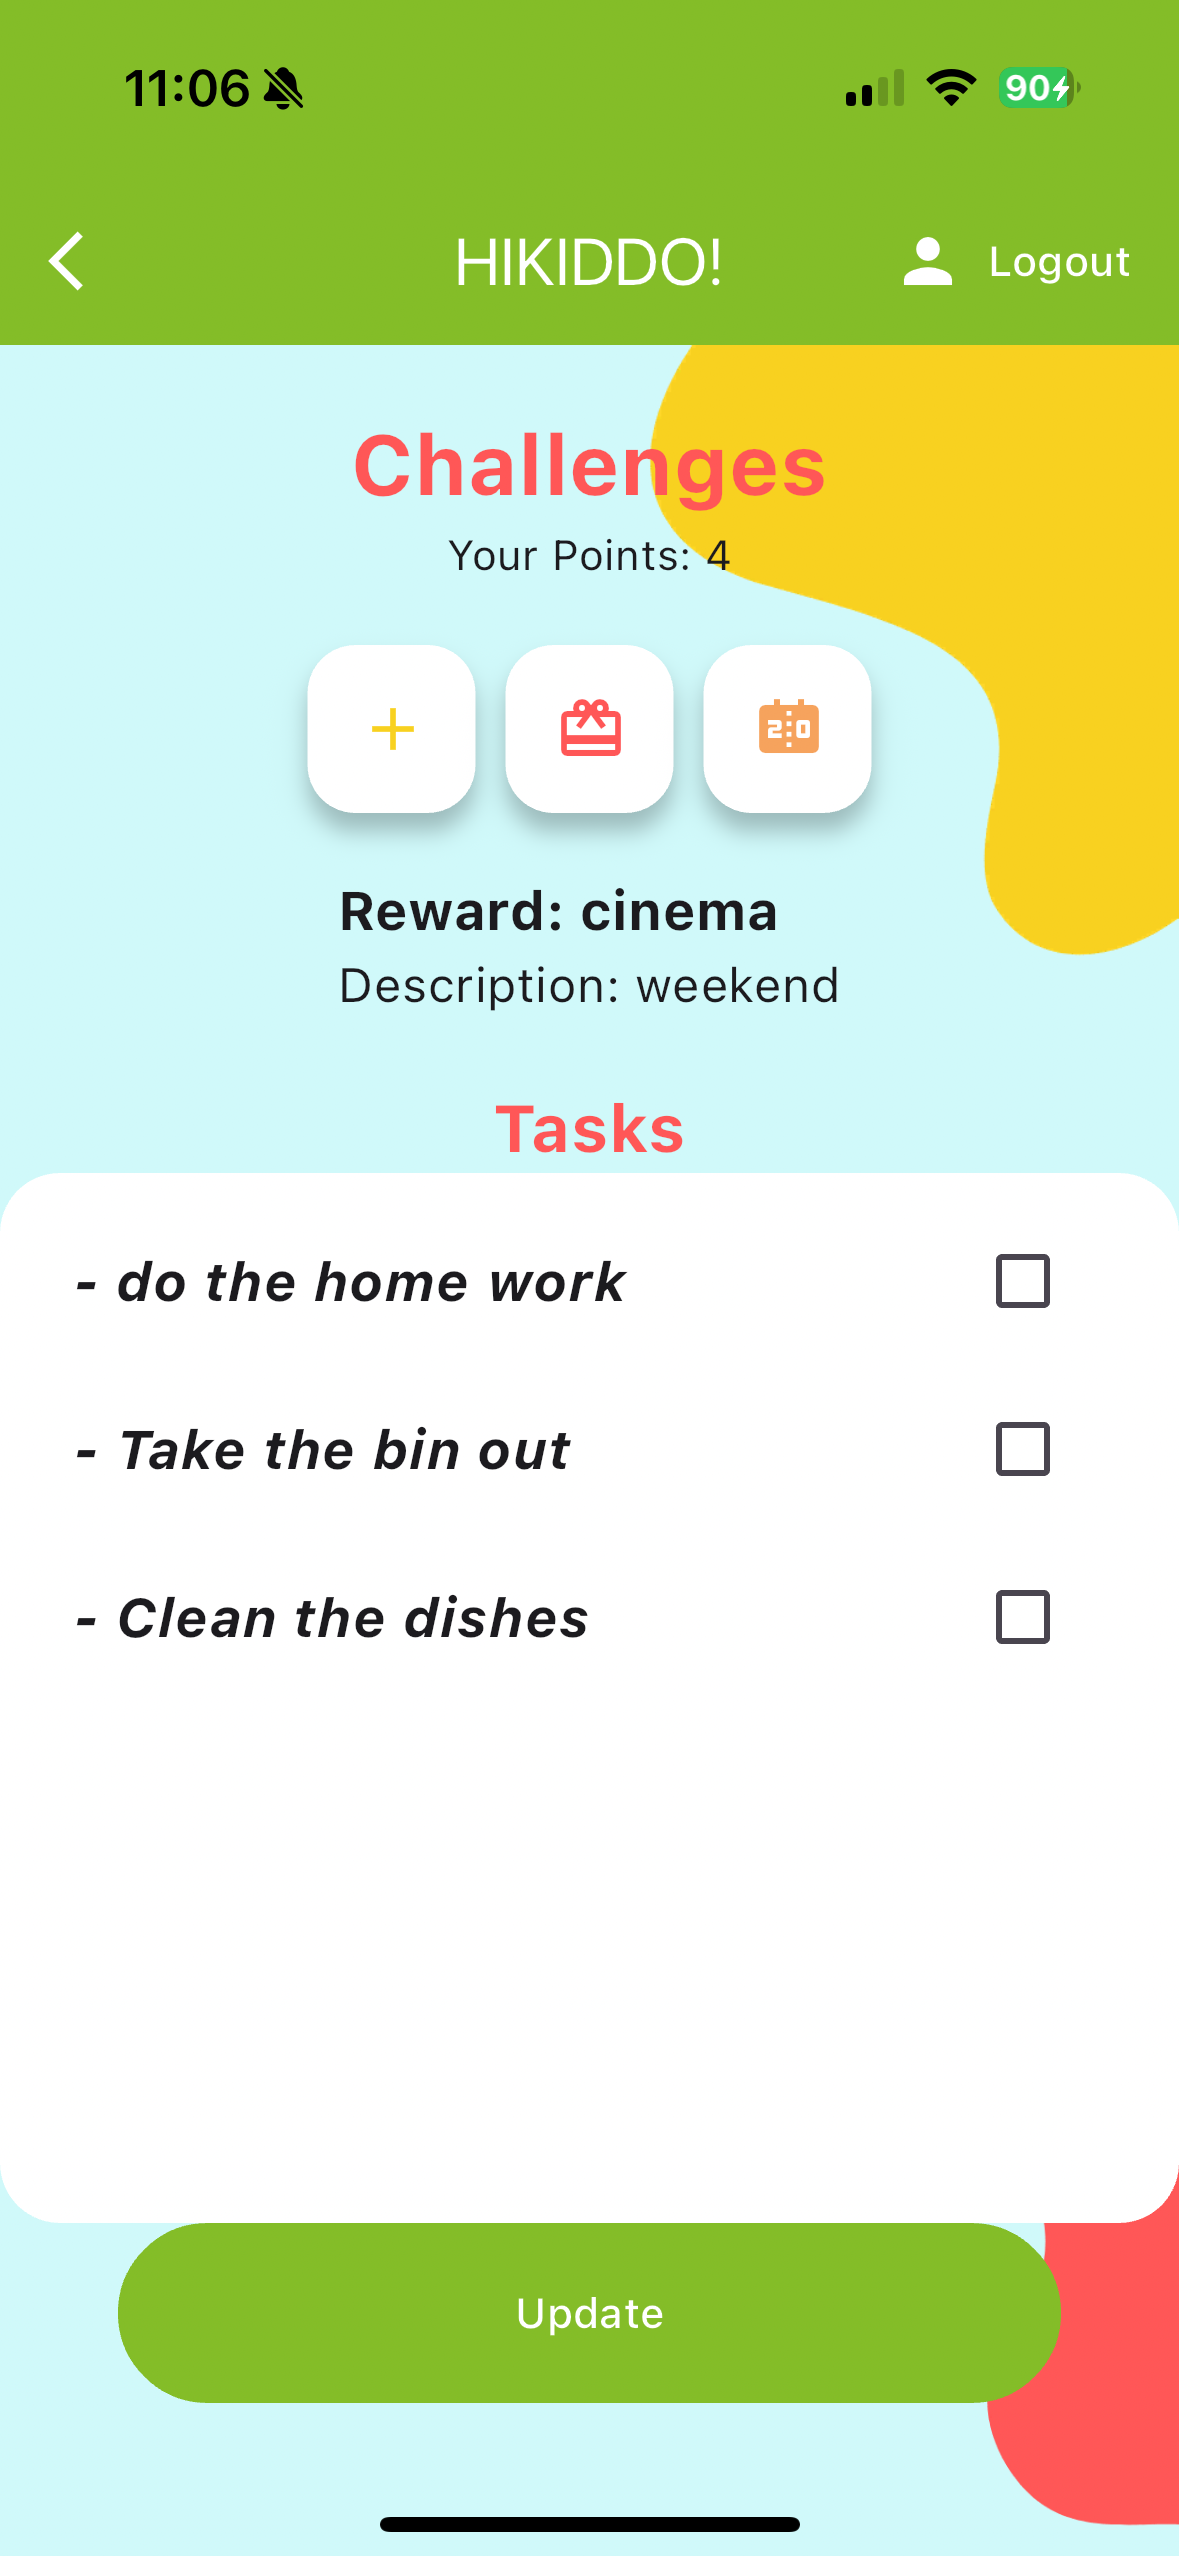 11:06
90
HIKIDDO!
Logout
Challenges
Your Points: 4
2:0
Reward: cinema
Description: weekend
Tasks
- do the home work
- Take the bin out
- Clean the dishes
Update